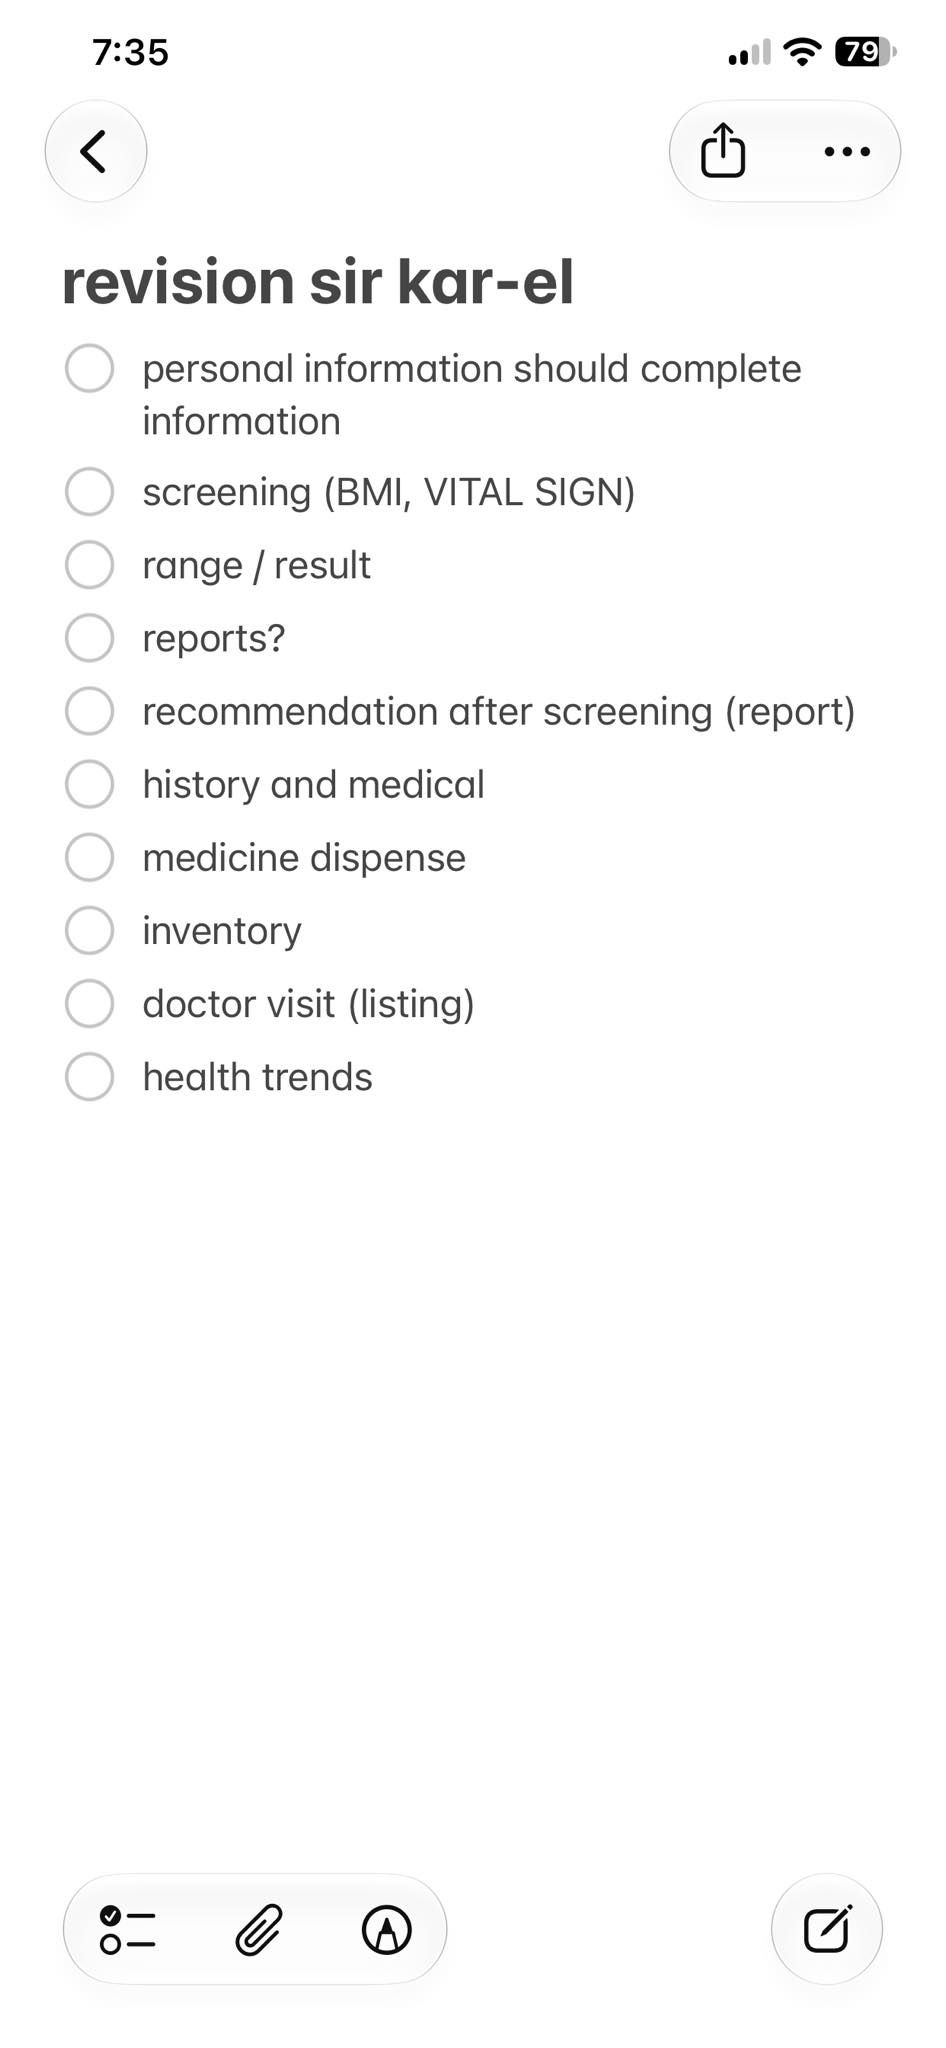 7:35
79
revision sir kar-el
personal information should complete
information
screening (BMI, VITAL SIGN)
range / result
reports?
recommendation after screening (report)
history and medical
medicine dispense
inventory
doctor visit (listing)
health trends